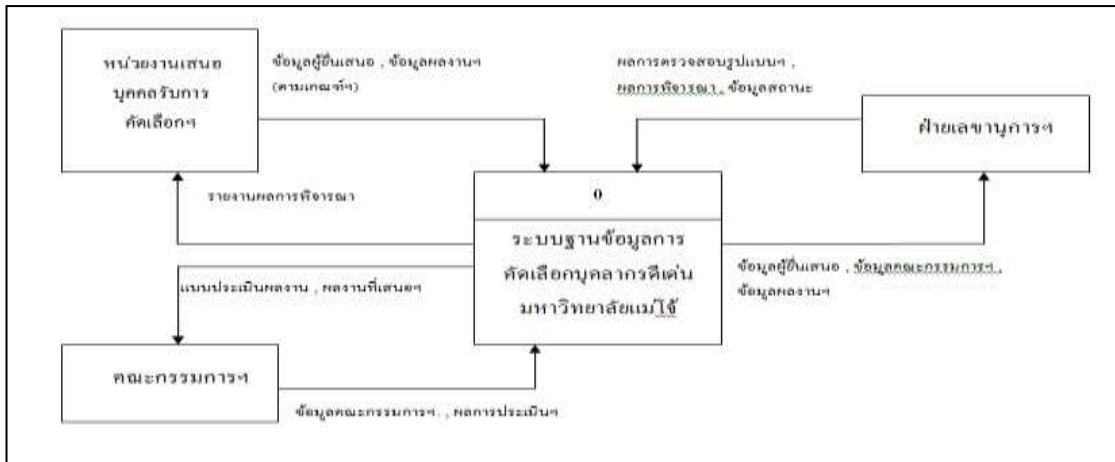 หน่วยงานเสนอ
บุคคลรับการ
คัดเลือกฯ
ข้อมูลผู้ยื่นเสนอ , ข้อมูลผลงานฯ
(ตามเกณฑ์ฯ)
ผลการตรวจสอบรูปแบบฯ ,
ผลการพิจารณา , ข้อมูลสถานะ
ฝ่ายเลขานุการฯ
รายงานผลการพิจารณา
0
ระบบฐานข้อมูลการ
คัดเลือกบุคลากรดีเด่น
มหาวิทยาลัยแม่โจ้
ข้อมูลผู้ยื่นเสนอ , ข้อมูลคณะกรรมการฯ ,
ข้อมูลผลงานฯ
แบบประเมินผลงาน , ผลงานที่เสนอฯ
คณะกรรมการฯ
ข้อมูลคณะกรรมการฯ , ผลการประเมินฯ